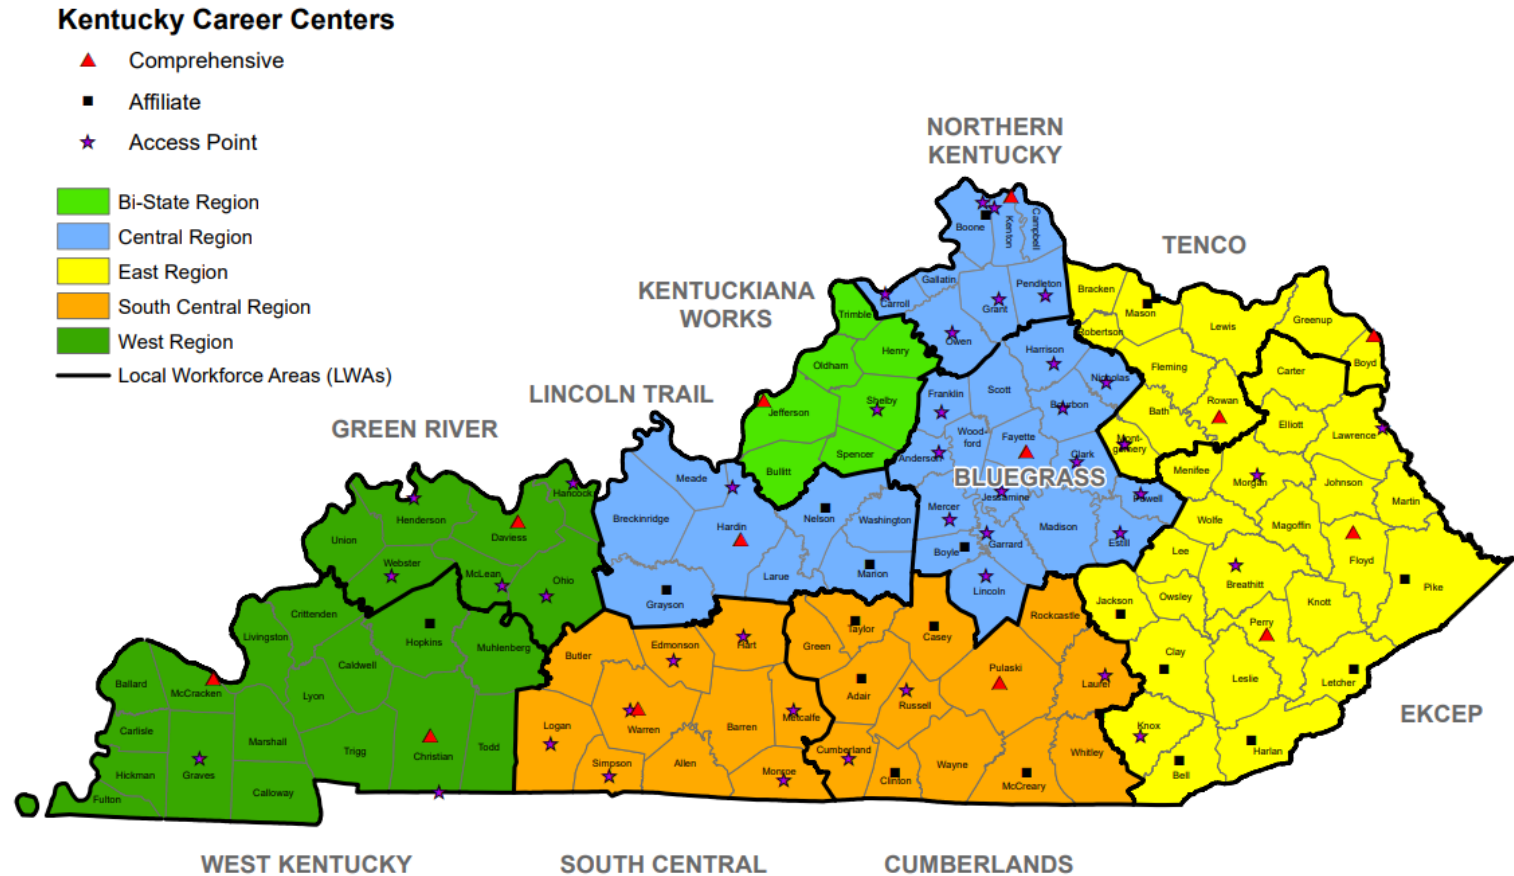 Kentucky Career Centers
Comprehensive
Affiliate
Access Point
Bi-State Region
Central Region
East Region
South Central Region
West Region
Local Workforce Areas (LWAs)
NORTHERN
KENTUCKY
TENCO
KENTUCKIANA
WORKS
LINCOLN TRAIL
GREEN RIVER
BLUEGRASS
EKCEP
WEST KENTUCKY
SOUTH CENTRAL
CUMBERLANDS
Boone
Kenton
Campbell
Gallatin
Carroll
Grant
Pendleton
Owen
Bracken
Mason
Robertson
Lewis
Greenup
Fleming
Boyd
Carter
Bath
Rowan
Mont-
gomery
Elliott
Lawrence
Menifee
Morgan
Johnson
Martin
Wolfe
Magoffin
Floyd
Lee
Breathitt
Pike
Jackson
Owsley
Knott
Perry
Clay
Leslie
Letcher
Knox
Harlan
Bell
Trimble
Henry
Oldham
Jefferson
Shelby
Spencer
Bullitt
Harrison
Nicholas
Scott
Franklin
Bourbon
Wood-
ford
Fayette
Anderson
Clark
Jessamine
Powell
Mercer
Madison
Garrard
Estill
Boyle
Lincoln
Meade
Breckinridge
Hardin
Nelson
Washington
Larue
Marion
Grayson
Hancock
Henderson
Daviess
Union
Webster
McLean
Ohio
Crittenden
Livingston
Hopkins
Muhlenberg
Caldwell
Ballard
McCracken
Lyon
Carlisle
Marshall
Trigg
Christian
Todd
Hickman
Graves
Calloway
Fulton
Butler
Edmonson
Hart
Logan
Warren
Barren
Metcalfe
Simpson
Allen
Monroe
Green
Taylor
Casey
Rockcastle
Adair
Russell
Pulaski
Laurel
Cumberland
Clinton
Wayne
McCreary
Whitley